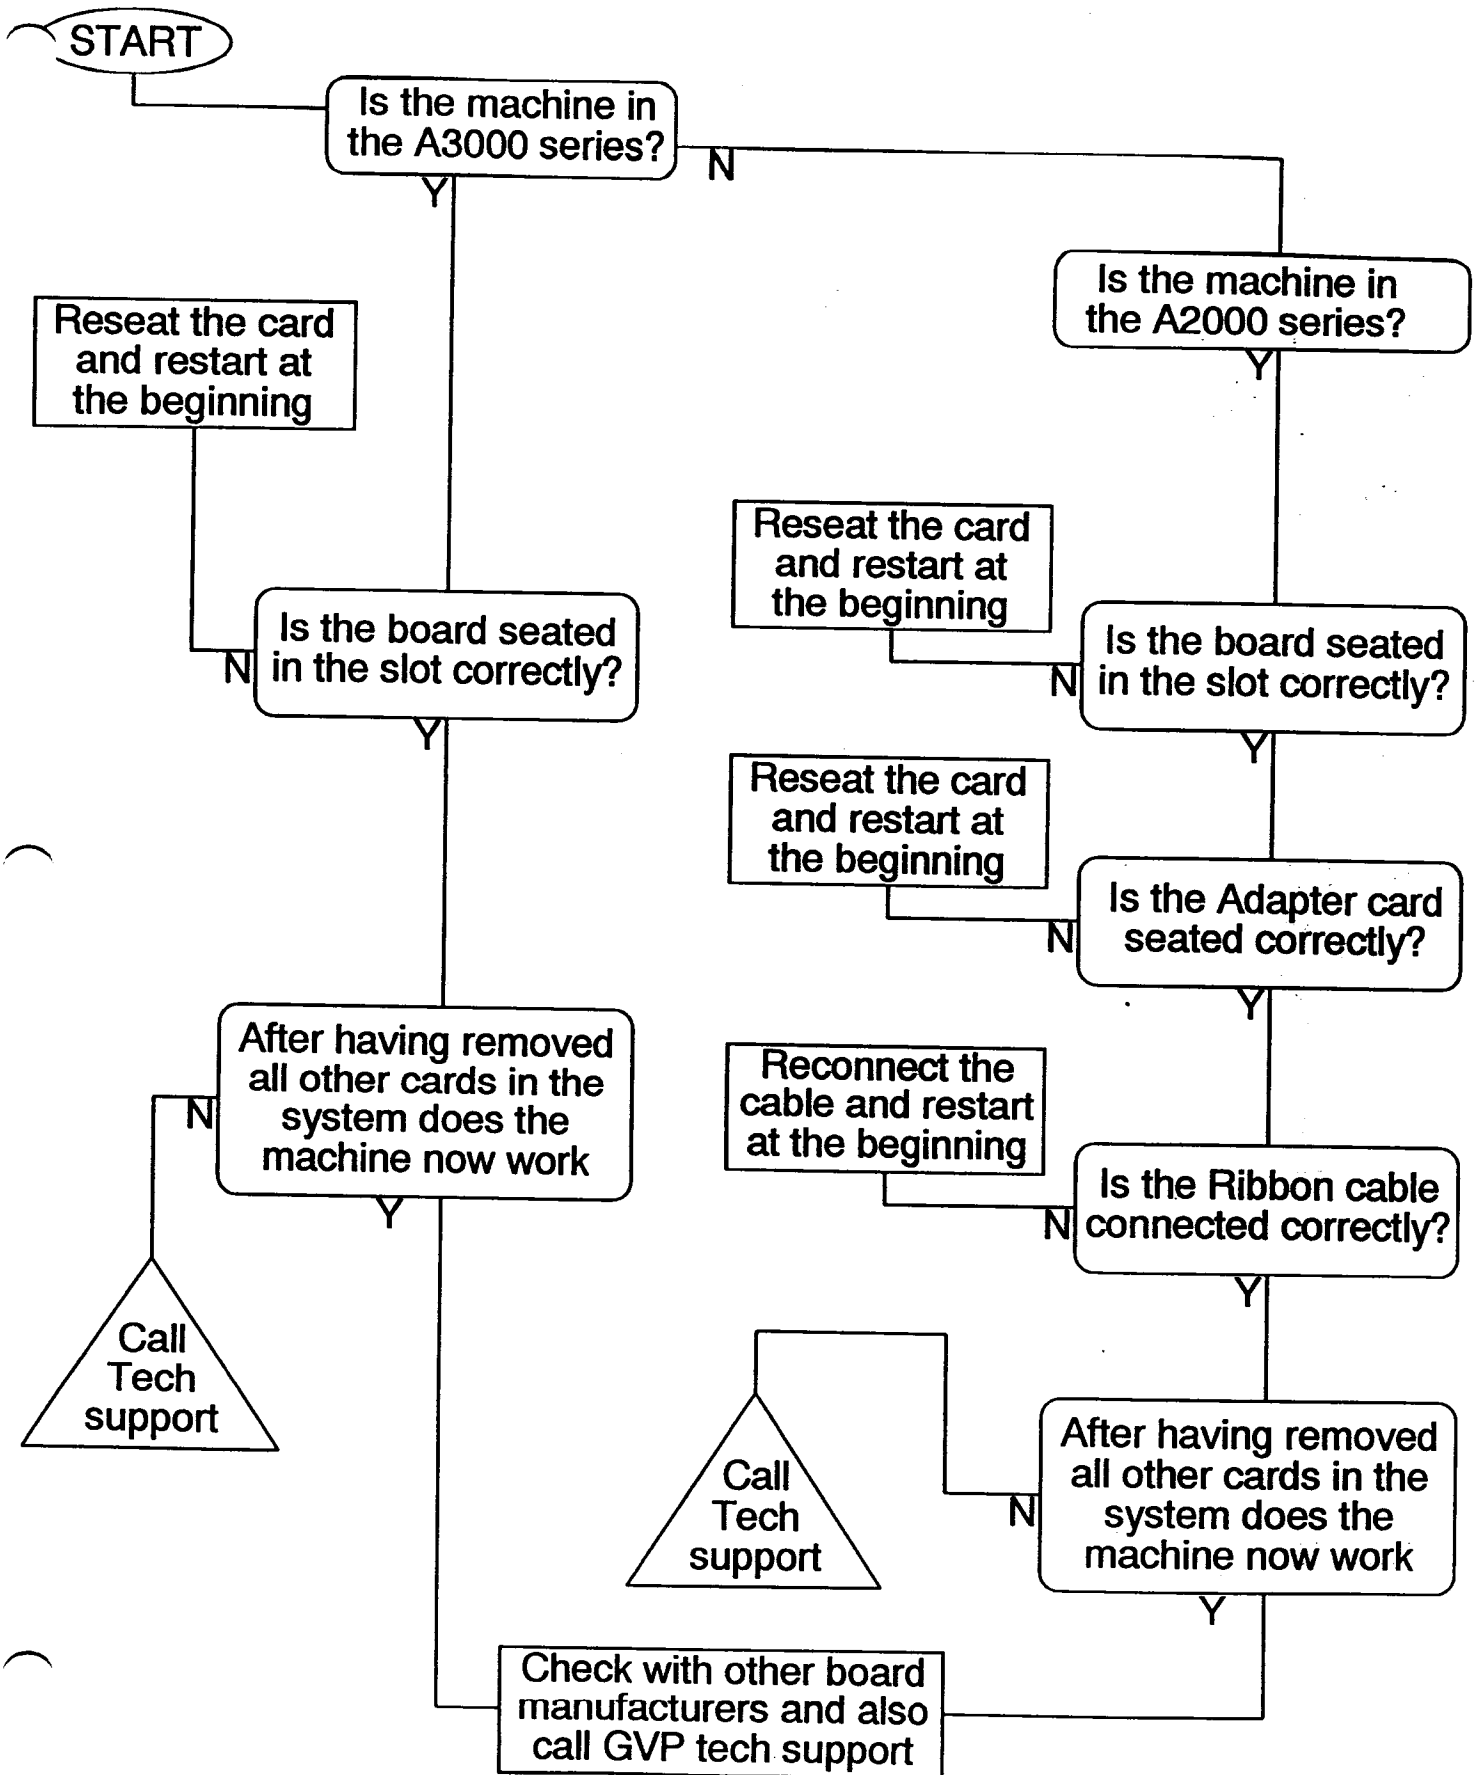 START
Is the machine in
the A3000 series?
N
Y
Is the machine in
the A2000 series?
Y
Reseat the card
and restart at
the beginning
Is the board seated
in the slot correctly?
N
Y
Reseat the card
and restart at
the beginning
Is the board seated
in the slot correctly?
N
Y
Reseat the card
and restart at
the beginning
Is the Adapter card
seated correctly?
N
Y
After having removed
all other cards in the
system does the
machine now work
N
Y
Reconnect the
cable and restart
at the beginning
Is the Ribbon cable
connected correctly?
N
Y
Call
Tech
support
Call
Tech
support
After having removed
all other cards in the
system does the
machine now work
N
Y
Check with other board
manufacturers and also
call GVP tech support